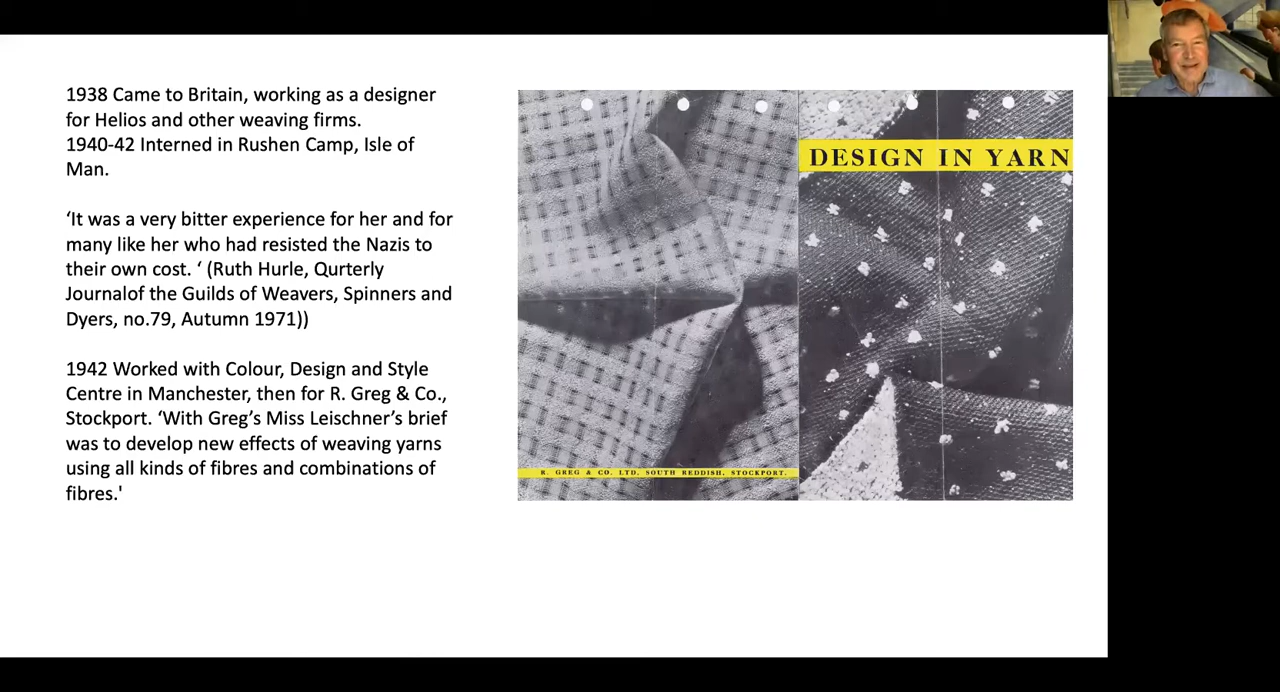 1938 Came to Britain, working as a designer
for Helios and other weaving firms.
1940-42 Interned in Rushen Camp, Isle of
Man.
‘It was a very bitter experience for her and for
many like her who had resisted the Nazis to
their own cost. ‘ (Ruth Hurle, Qurterly
Journalof the Guilds of Weavers, Spinners and
Dyers, no.79, Autumn 1971))
1942 Worked with Colour, Design and Style
Centre in Manchester, then for R. Greg & Co.,
Stockport. ‘With Greg’s Miss Leischner’s brief
was to develop new effects of weaving yarns
using all kinds of fibres and combinations of
fibres.'
DESIGN IN YARN
R. GREG & CO. LTD. SOUTH REDDISH, STOCKPORT.